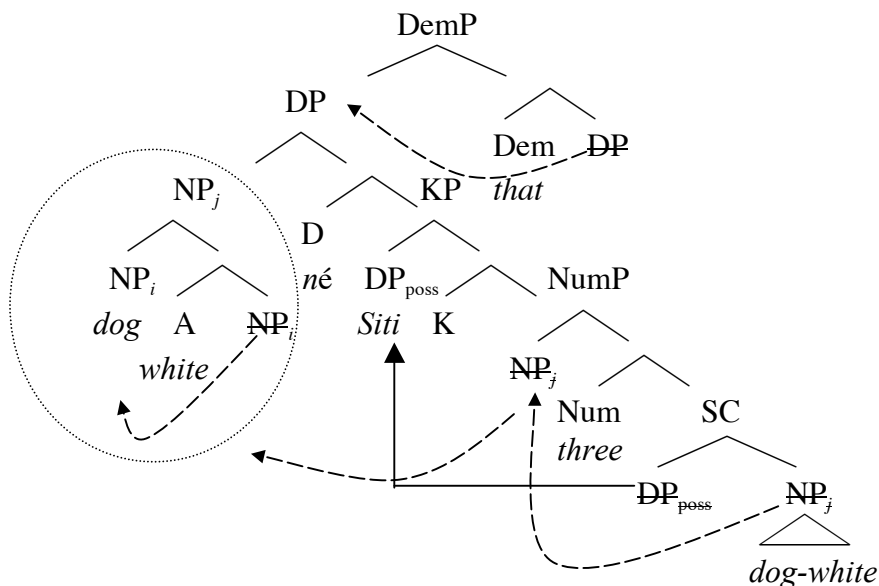 DemP
DP
Dem DP
NPj KP that
D
NPi né DPposs NumP
dog A NPi Siti K
white NPj
Num SC
three
DPposs NPj
dog-white